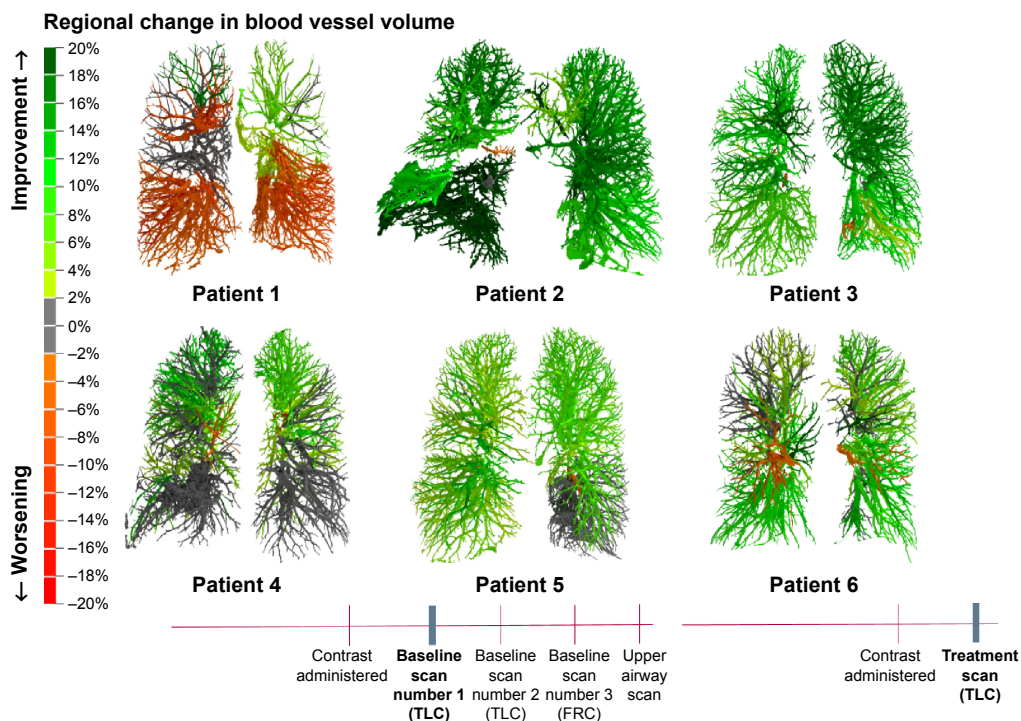 Regional change in blood vessel volume
Improvement →
← Worsening
20%
18%
16%
14%
12%
10%
8%
6%
4%
2%
0%
–2%
–4%
–6%
–8%
–10%
–12%
–14%
–16%
–18%
–20%
Patient 1
Patient 2
Patient 3
Patient 4
Patient 5
Patient 6
Contrast
administered
Baseline
scan
number 1
(TLC)
Baseline
scan
number 2
(TLC)
Baseline
scan
number 3
(FRC)
Upper
airway
scan
Contrast
administered
Treatment
scan
(TLC)